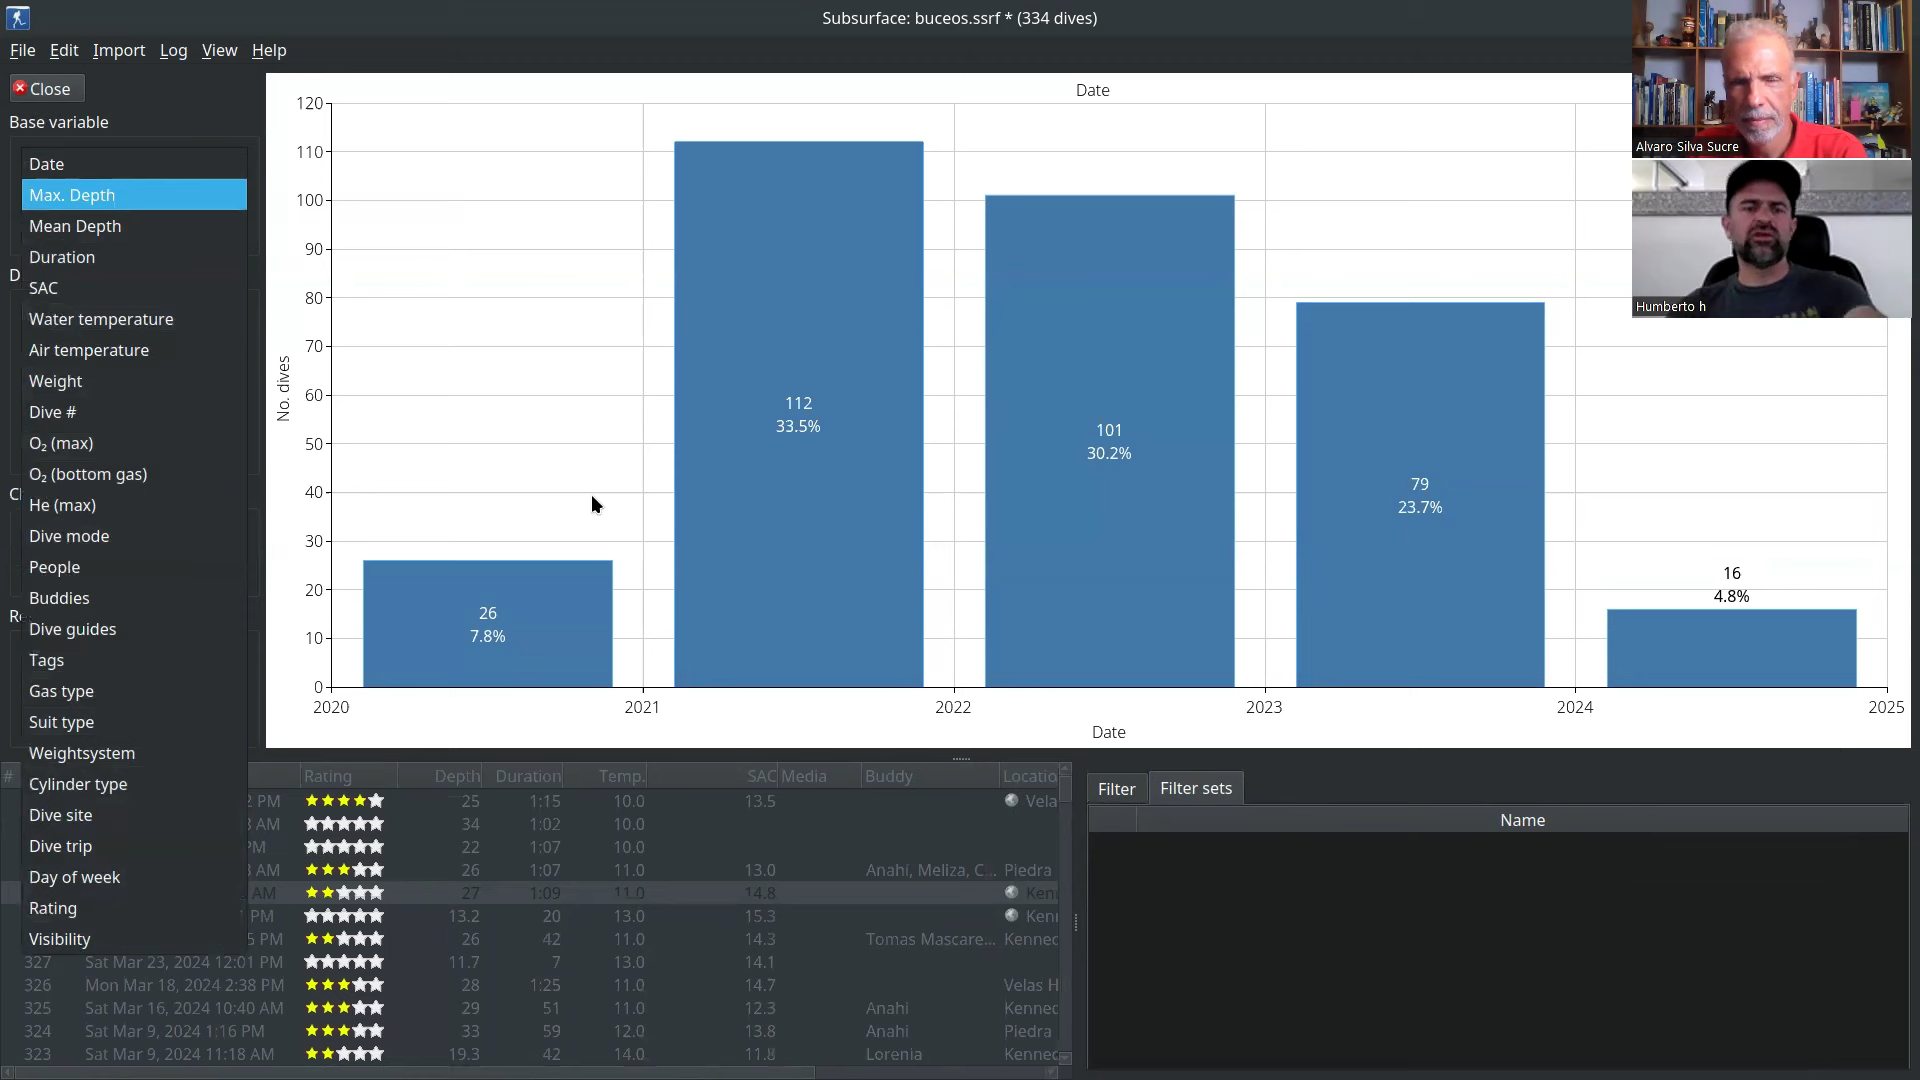 Subsurface: buceos.ssrf * (334 dives)
File Edit Import Log View Help
Close
Base variable
Date
Max. Depth
Mean Depth
Duration
SAC
Water temperature
Air temperature
Weight
Dive #
O₂ (max)
O₂ (bottom gas)
He (max)
Dive mode
People
Buddies
Dive guides
Tags
Gas type
Suit type
Weightsystem
Cylinder type
Dive site
Dive trip
Day of week
Rating
Visibility
Date
120
110
100
90
80
70
60
50
40
30
20
10
0
No. dives
26
7.8%
112
33.5%
101
30.2%
79
23.7%
16
4.8%
2020 2021 2022 2023 2024 2025
Date
Alvaro Silva Sucre
Humberto h
# Rating Depth Duration Temp. SAC Media Buddy Locatio
PM 25 1:15 10.0 13.5 Vela
AM 34 1:02 10.0
PM 22 1:07 10.0
AM 26 1:07 11.0 13.0 Anahi, Meliza, C... Piedra
AM 27 1:09 11.0 14.8 Ken
PM 13.2 20 13.0 15.3 Ken
PM 26 42 11.0 14.3 Tomas Mascare... Kennec
327 Sat Mar 23, 2024 12:01 PM 11.7 7 13.0 14.1
326 Mon Mar 18, 2024 2:38 PM 28 1:25 11.0 14.7 Velas H
325 Sat Mar 16, 2024 10:40 AM 29 51 11.0 12.3 Anahi Kennec
324 Sat Mar 9, 2024 1:16 PM 33 59 12.0 13.8 Anahi Piedra
323 Sat Mar 9, 2024 11:18 AM 19.3 42 14.0 11.8 Lorenia Kennec
Filter Filter sets
Name